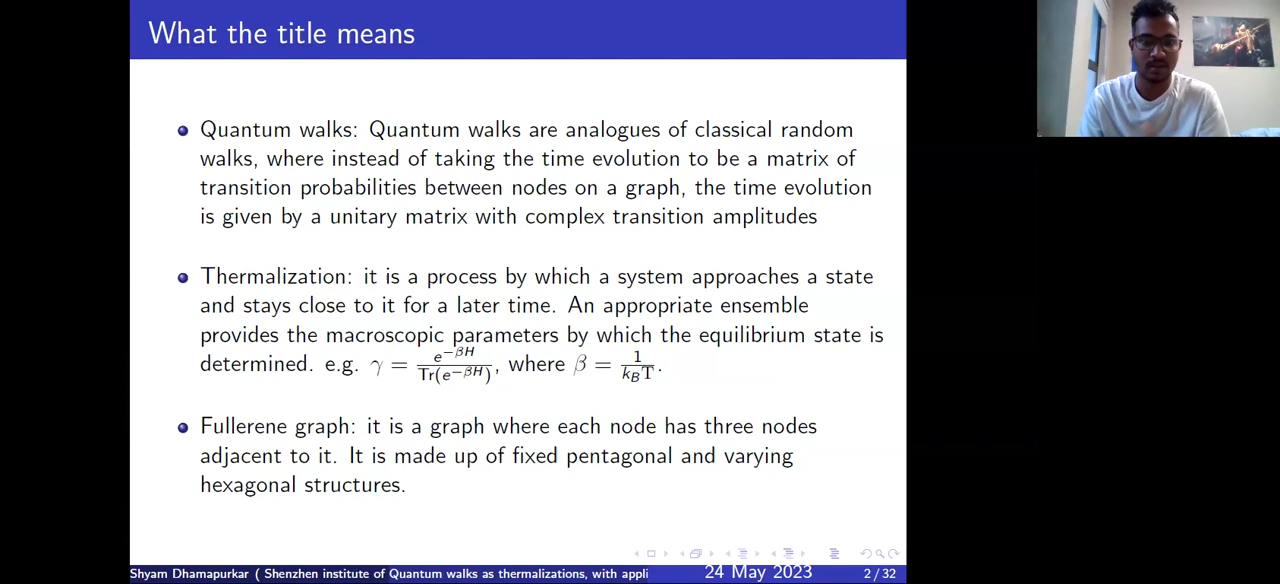 What the title means
Quantum walks: Quantum walks are analogues of classical random
walks, where instead of taking the time evolution to be a matrix of
transition probabilities between nodes on a graph, the time evolution
is given by a unitary matrix with complex transition amplitudes
Thermalization: it is a process by which a system approaches a state
and stays close to it for a later time. An appropriate ensemble
provides the macroscopic parameters by which the equilibrium state is
determined. e.g. γ = e^{−βH}/Tr(e^{−βH}), where β = 1/k_BT.
Fullerene graph: it is a graph where each node has three nodes
adjacent to it. It is made up of fixed pentagonal and varying
hexagonal structures.
Shyam Dhamapurkar ( Shenzhen institute of Quantum walks as thermalizations, with appli 24 May 2023 2 / 32